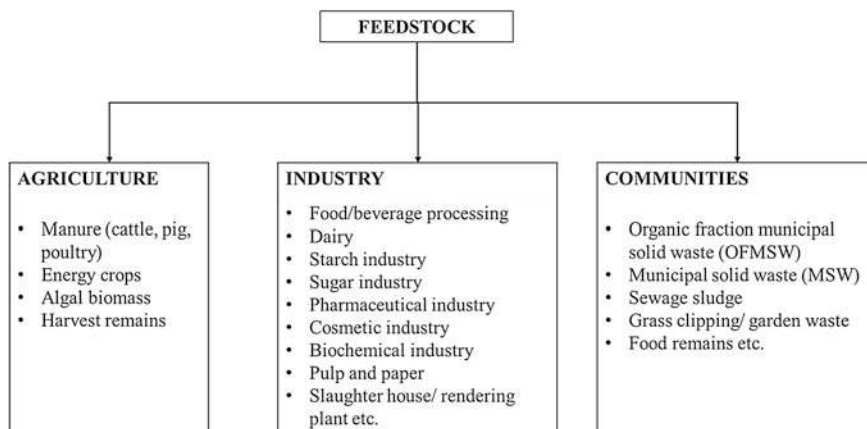 FEEDSTOCK
AGRICULTURE
• Manure (cattle, pig,
poultry)
• Energy crops
• Algal biomass
• Harvest remains
INDUSTRY
• Food/beverage processing
• Dairy
• Starch industry
• Sugar industry
• Pharmaceutical industry
• Cosmetic industry
• Biochemical industry
• Pulp and paper
• Slaughter house/ rendering
plant etc.
COMMUNITIES
• Organic fraction municipal
solid waste (OFMSW)
• Municipal solid waste (MSW)
• Sewage sludge
• Grass clipping/ garden waste
• Food remains etc.